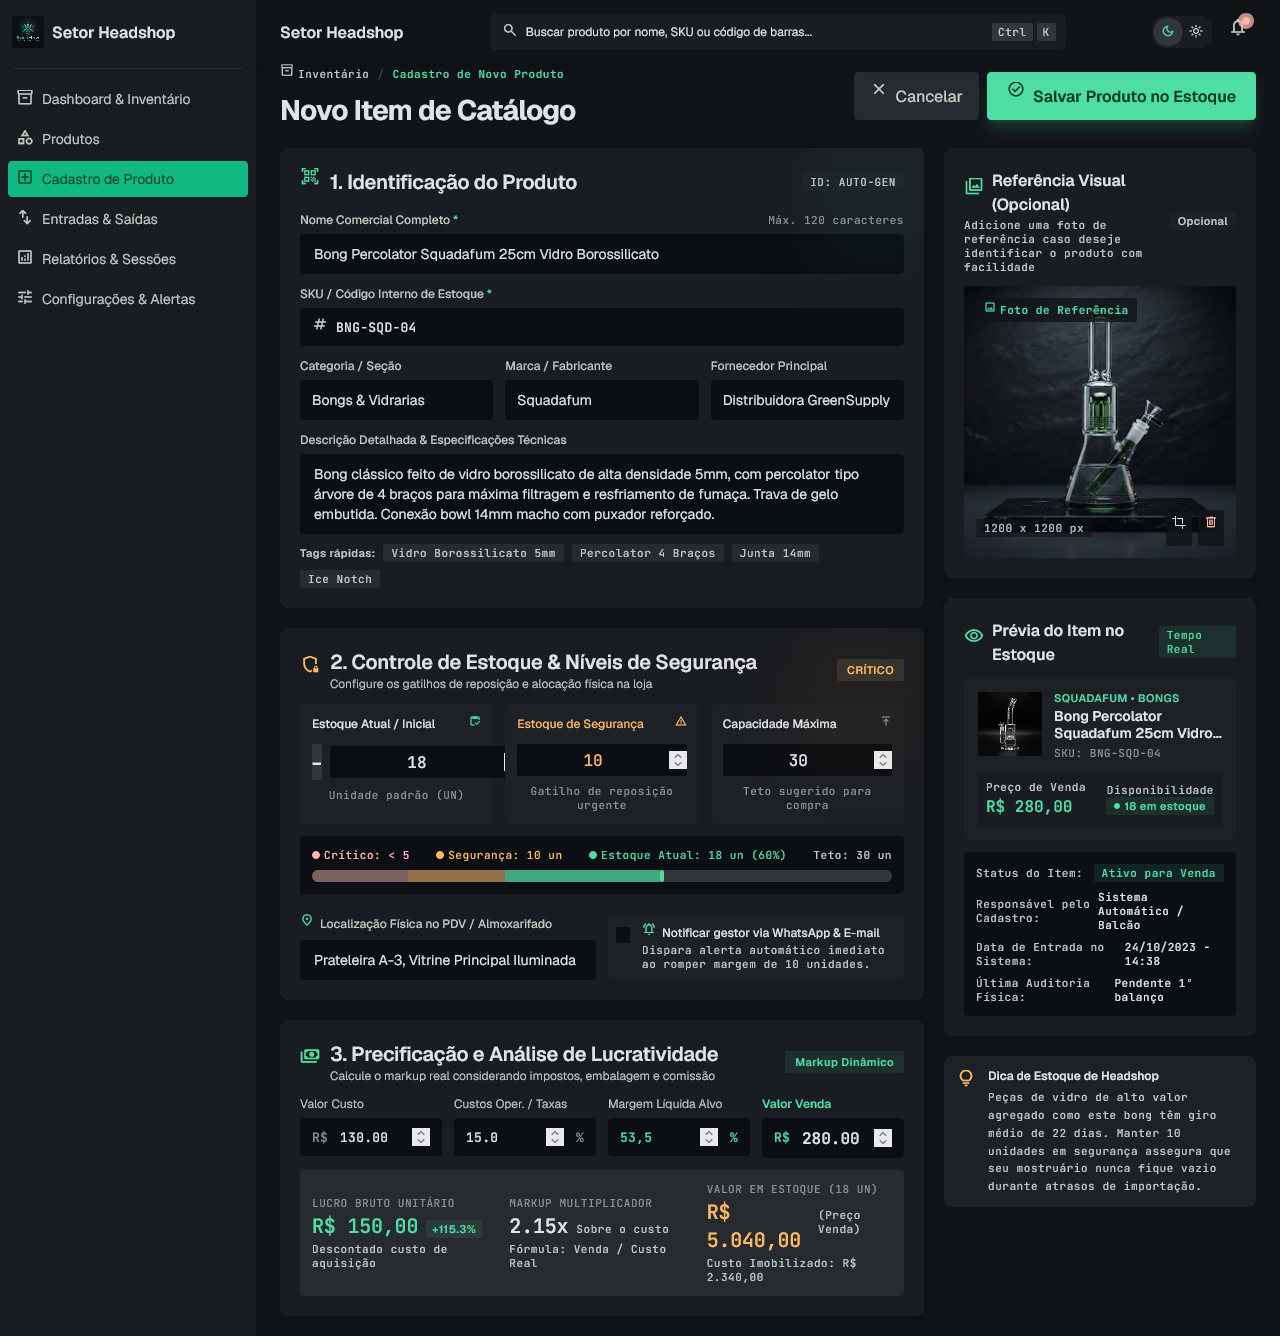 Setor Headshop
Dashboard & Inventário
Produtos
Cadastro de Produto
Entradas & Saídas
Relatórios & Sessões
Configurações & Alertas
Setor Headshop
Buscar produto por nome, SKU ou código de barras...
Ctrl K
Inventário / Cadastro de Novo Produto
Novo Item de Catálogo
Cancelar
Salvar Produto no Estoque
1. Identificação do Produto
ID: AUTO-GEN
Nome Comercial Completo *
Máx. 120 caracteres
Bong Percolator Squadafum 25cm Vidro Borossilicato
SKU / Código Interno de Estoque *
# BNG-SQD-04
Categoria / Seção
Marca / Fabricante
Fornecedor Principal
Bongs & Vidrarias
Squadafum
Distribuidora GreenSupply
Descrição Detalhada & Especificações Técnicas
Bong clássico feito de vidro borossilicato de alta densidade 5mm, com percolator tipo
árvore de 4 braços para máxima filtragem e resfriamento de fumaça. Trava de gelo
embutida. Conexão bowl 14mm macho com puxador reforçado.
Tags rápidas: Vidro Borossilicato 5mm Percolator 4 Braços Junta 14mm
Ice Notch
2. Controle de Estoque & Níveis de Segurança
Configure os gatilhos de reposição e alocação física na loja
CRÍTICO
Estoque Atual / Inicial
− 18
Unidade padrão (UN)
Estoque de Segurança
10
Gatilho de reposição
urgente
Capacidade Máxima
30
Teto sugerido para
compra
Crítico: < 5
Segurança: 10 un
Estoque Atual: 18 un (60%)
Teto: 30 un
Localização Física no PDV / Almoxarifado
Prateleira A-3, Vitrine Principal Iluminada
Notificar gestor via WhatsApp & E-mail
Dispara alerta automático imediato
ao romper margem de 10 unidades.
3. Precificação e Análise de Lucratividade
Calcule o markup real considerando impostos, embalagem e comissão
Markup Dinâmico
Valor Custo
R$ 130.00
Custos Oper. / Taxas
15.0 %
Margem Líquida Alvo
53,5 %
Valor Venda
R$ 280.00
LUCRO BRUTO UNITÁRIO
R$ 150,00 +115.3%
Descontado custo de
aquisição
MARKUP MULTIPLICADOR
2.15x Sobre o custo
Fórmula: Venda / Custo
Real
VALOR EM ESTOQUE (18 UN)
R$
5.040,00
(Preço
Venda)
Custo Imobilizado: R$
2.340,00
Referência Visual
(Opcional)
Adicione uma foto de
referência caso deseje
identificar o produto com
facilidade
Opcional
Foto de Referência
1200 x 1200 px
Prévia do Item no
Estoque
Tempo
Real
SQUADAFUM • BONGS
Bong Percolator
Squadafum 25cm Vidro...
SKU: BNG-SQD-04
Preço de Venda
R$ 280,00
Disponibilidade
18 em estoque
Status do Item: Ativo para Venda
Responsável pelo
Cadastro:
Sistema
Automático /
Balcão
Data de Entrada no
Sistema:
24/10/2023 -
14:38
Última Auditoria
Física:
Pendente 1°
balanço
Dica de Estoque de Headshop
Peças de vidro de alto valor
agregado como este bong têm giro
médio de 22 dias. Manter 10
unidades em segurança assegura que
seu mostruário nunca fique vazio
durante atrasos de importação.